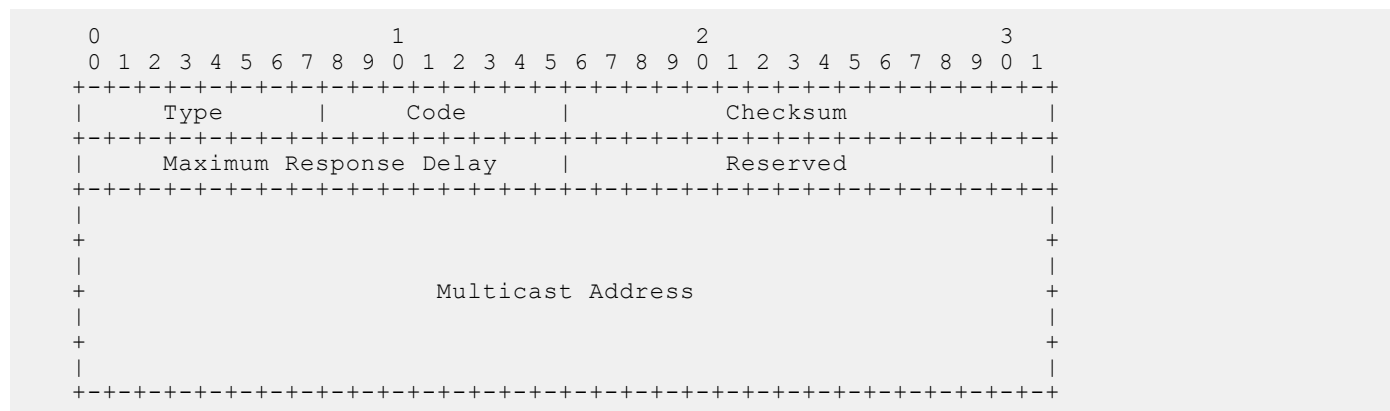 0                   1                   2                   3
 0 1 2 3 4 5 6 7 8 9 0 1 2 3 4 5 6 7 8 9 0 1 2 3 4 5 6 7 8 9 0 1
+-+-+-+-+-+-+-+-+-+-+-+-+-+-+-+-+-+-+-+-+-+-+-+-+-+-+-+-+-+-+-+-+
|     Type      |     Code      |          Checksum             |
+-+-+-+-+-+-+-+-+-+-+-+-+-+-+-+-+-+-+-+-+-+-+-+-+-+-+-+-+-+-+-+-+
|     Maximum Response Delay    |          Reserved             |
+-+-+-+-+-+-+-+-+-+-+-+-+-+-+-+-+-+-+-+-+-+-+-+-+-+-+-+-+-+-+-+-+
|                                                               |
+                                                               +
|                                                               |
+                       Multicast Address                       +
|                                                               |
+                                                               +
|                                                               |
+-+-+-+-+-+-+-+-+-+-+-+-+-+-+-+-+-+-+-+-+-+-+-+-+-+-+-+-+-+-+-+-+